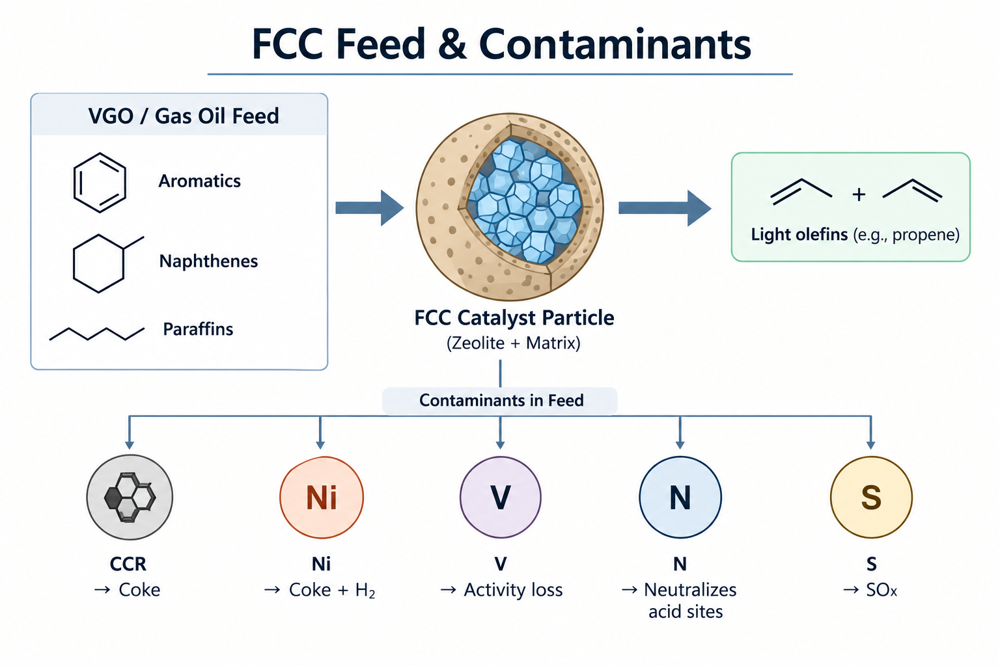 FCC Feed & Contaminants
VGO / Gas Oil Feed
Aromatics
Naphthenes
Paraffins
FCC Catalyst Particle
(Zeolite + Matrix)
+
Light olefins (e.g., propene)
Contaminants in Feed
Ni
V
N
S
CCR
→ Coke
Ni
→ Coke + H₂
V
→ Activity loss
N
→ Neutralizes
acid sites
S
→ SOx